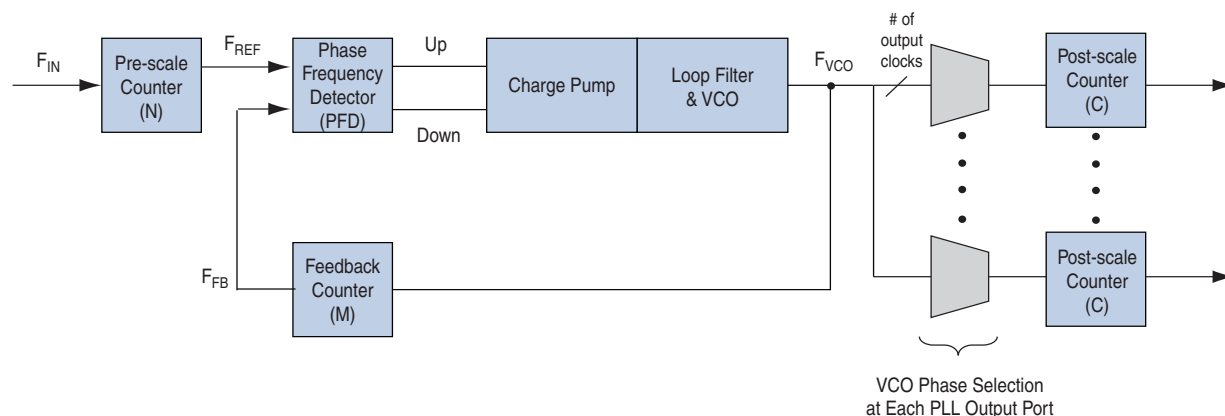 F_IN
Pre-scale
Counter
(N)
F_REF
Phase
Frequency
Detector
(PFD)
Up
Down
Charge Pump
Loop Filter
& VCO
F_VCO
# of
output
clocks
Post-scale
Counter
(C)
F_FB
Feedback
Counter
(M)
Post-scale
Counter
(C)
VCO Phase Selection
at Each PLL Output Port